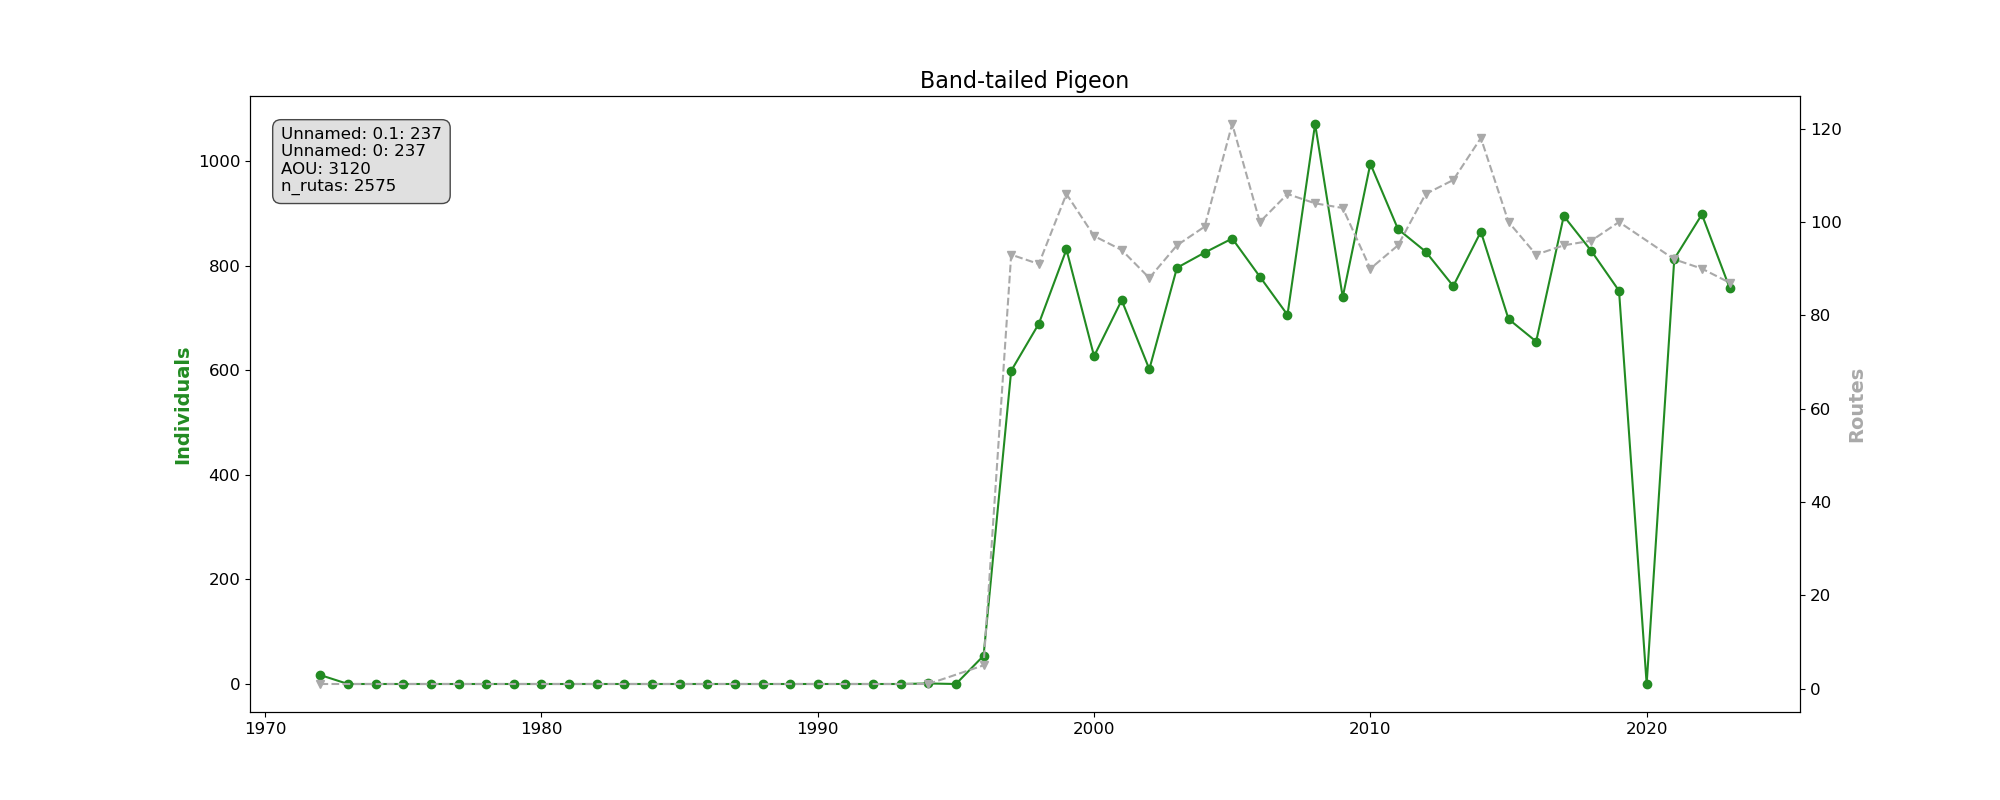 Band-tailed Pigeon
Unnamed: 0.1: 237
Unnamed: 0: 237
AOU: 3120
n_rutas: 2575
Individuals
1000
800
600
400
200
0
120
100
80
60
40
20
0
Routes
1970 1980 1990 2000 2010 2020